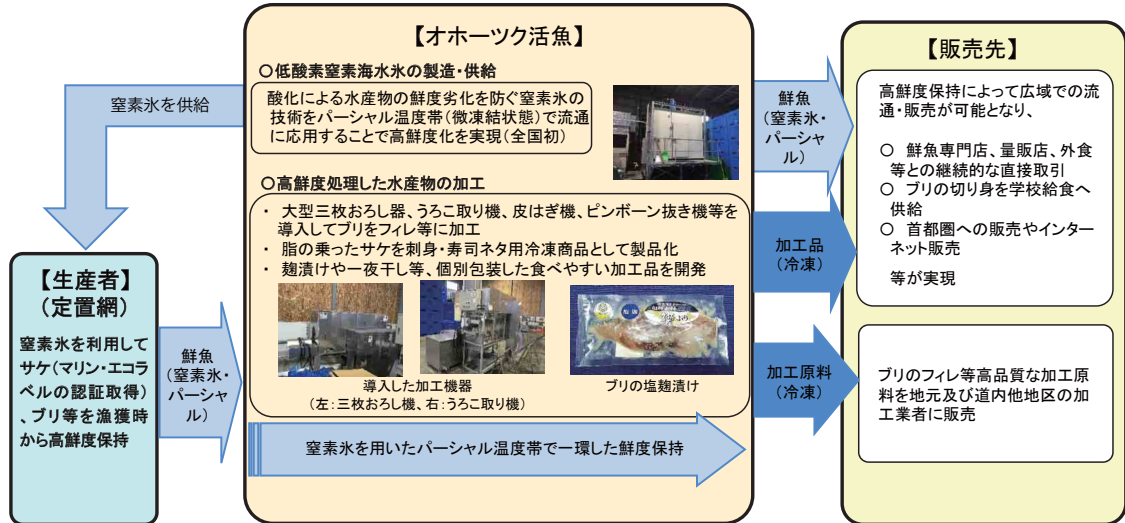 【オホーツク活魚】
○低酸素窒素海水氷の製造・供給
酸化による水産物の鮮度劣化を防ぐ窒素氷の
技術をパーシャル温度帯（微凍結状態）で流通
に応用することで高鮮度化を実現（全国初）
○高鮮度処理した水産物の加工
・ 大型三枚おろし器、うろこ取り機、皮はぎ機、ピンボーン抜き機等を
導入してブリをフィレ等に加工
・ 脂の乗ったサケを刺身・寿司ネタ用冷凍商品として製品化
・ 麹漬けや一夜干し等、個別包装した食べやすい加工品を開発
導入した加工機器
（左：三枚おろし機、右：うろこ取り機）
ブリの塩麹漬け
窒素氷を用いたパーシャル温度帯で一環した鮮度保持
窒素氷を供給
【生産者】
（定置網）
窒素氷を利用して
サケ（マリン・エコラ
ベルの認証取得）
、ブリ等を漁獲時
から高鮮度保持
鮮魚
（窒素氷・
パーシャ
ル）
鮮魚
（窒素氷・
パーシャ
ル）
加工品
（冷凍）
加工原料
（冷凍）
【販売先】
高鮮度保持によって広域での流
通・販売が可能となり、
○ 鮮魚専門店、量販店、外食
等との継続的な直接取引
○ ブリの切り身を学校給食へ
供給
○ 首都圏への販売やインター
ネット販売
等が実現
ブリのフィレ等高品質な加工原
料を地元及び道内他地区の加
工業者に販売